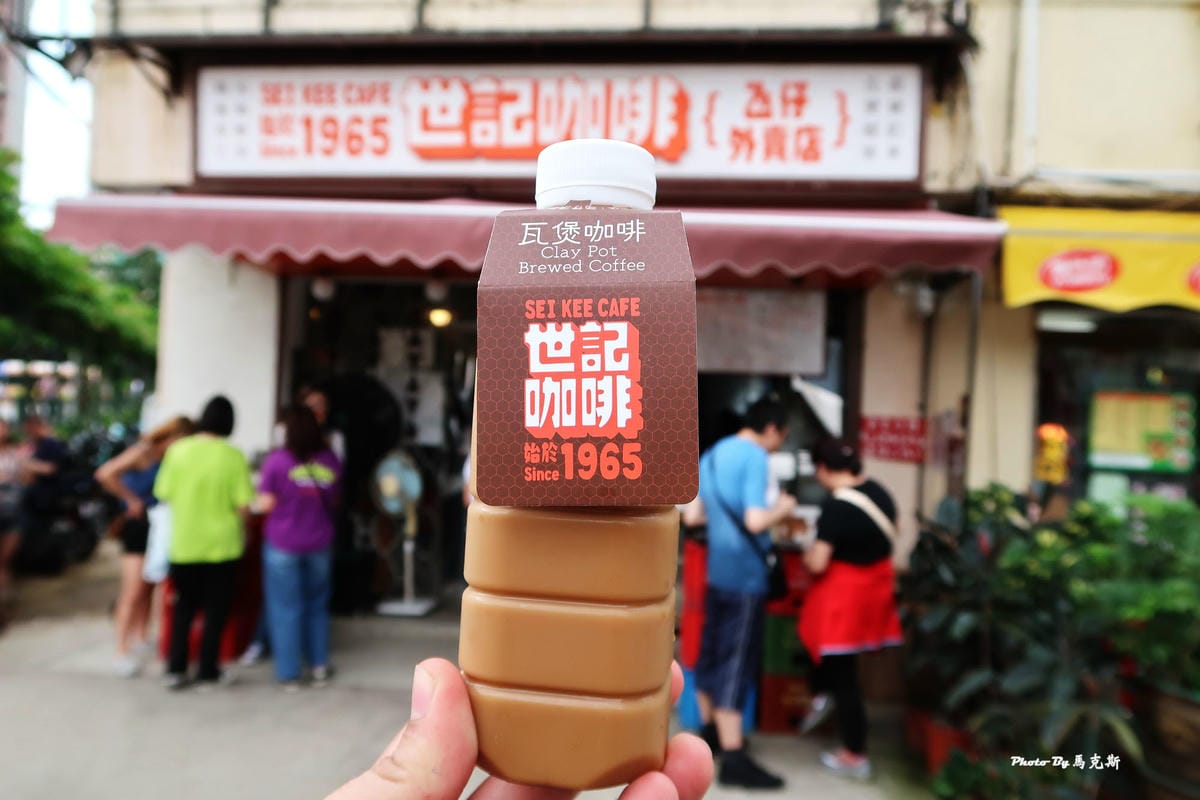 SEI KEE CAFE
始於
Since 1965
世記咖啡
{氹仔
外賣店}
瓦煲咖啡
Clay Pot
Brewed Coffee
SEI KEE CAFE
世記
咖啡
始於
Since 1965
Photo By 馬克斯